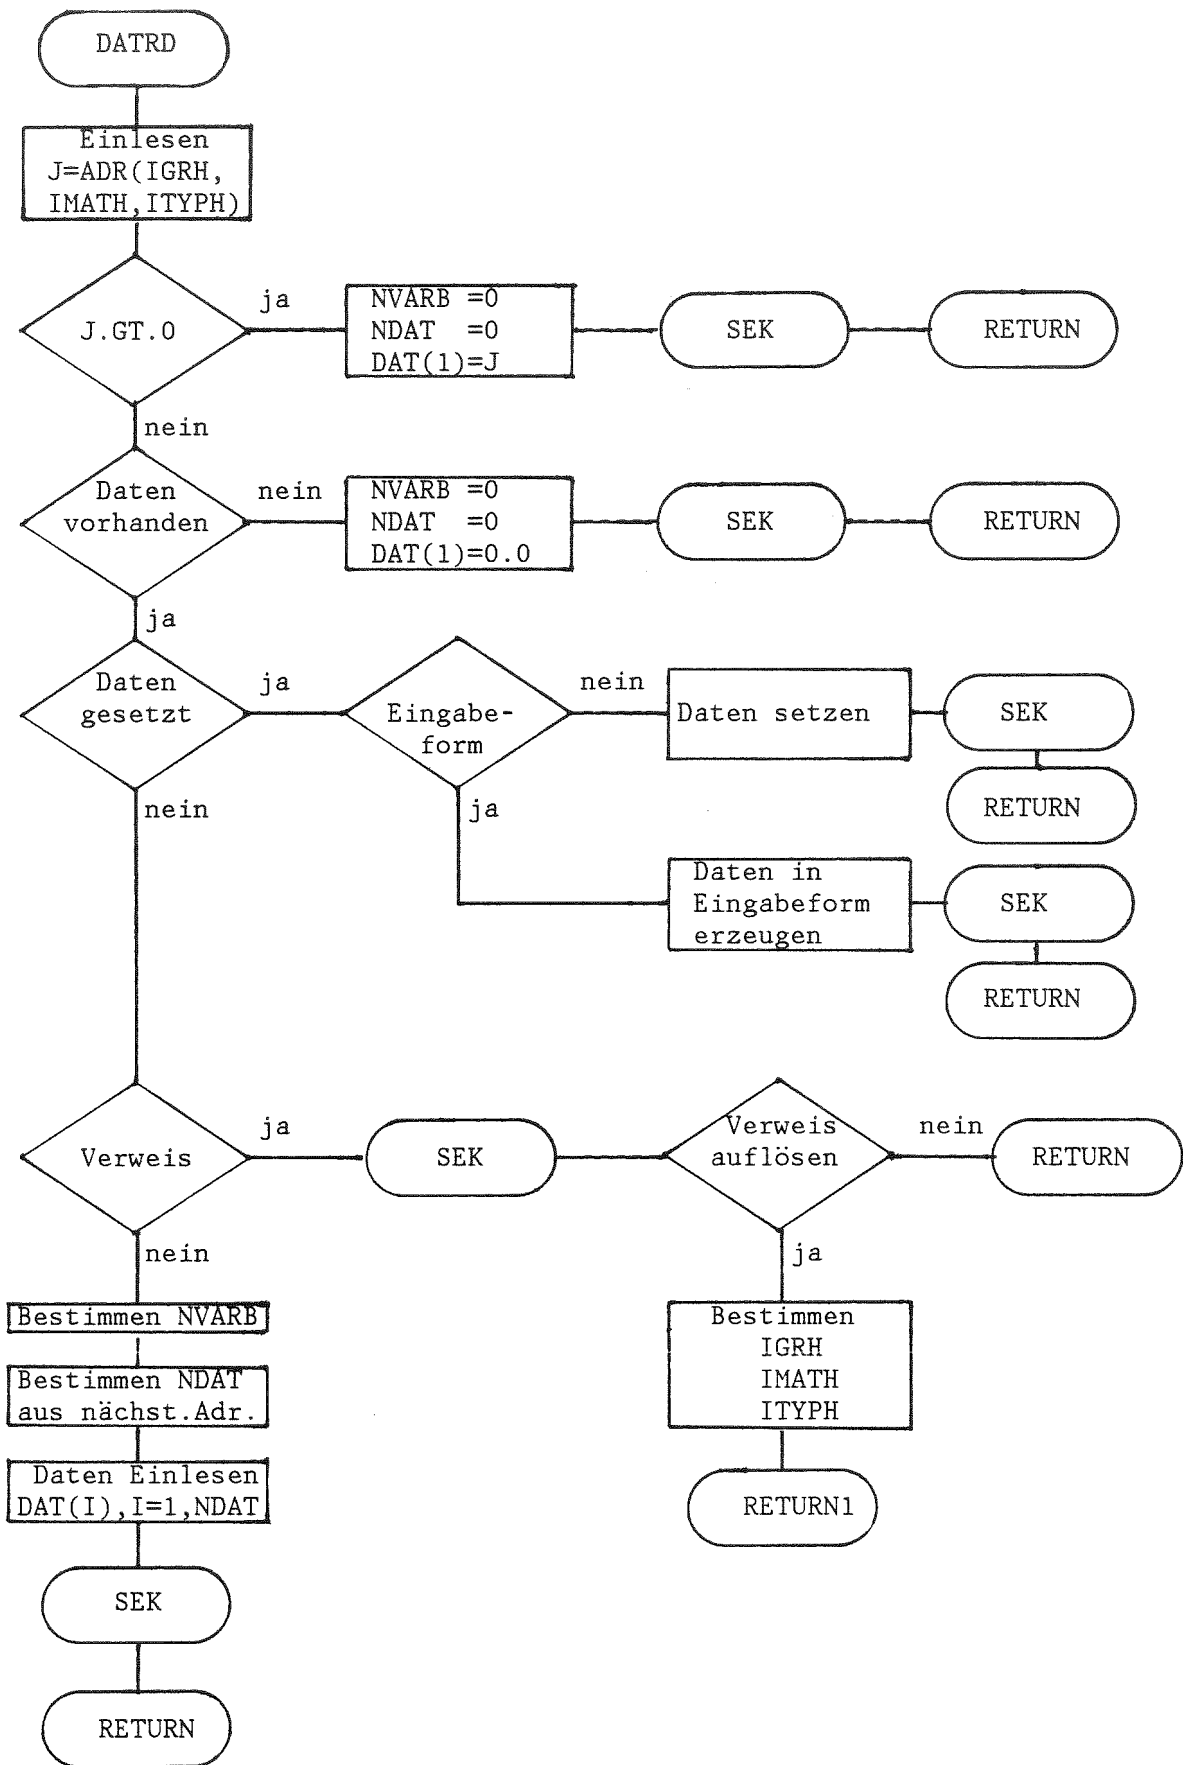 DATRD
Einlesen
J=ADR(IGRH,
IMATH,ITYPH)
J.GT.0
ja
NVARB =0
NDAT =0
DAT(1)=J
SEK
RETURN
nein
Daten
vorhanden
nein
NVARB =0
NDAT =0
DAT(1)=0.0
SEK
RETURN
ja
Daten
gesetzt
ja
Eingabe-
form
nein
Daten setzen
SEK
RETURN
ja
Daten in
Eingabeform
erzeugen
SEK
RETURN
nein
Verweis
ja
SEK
Verweis
auflösen
nein
RETURN
ja
Bestimmen
IGRH
IMATH
ITYPH
RETURN1
nein
Bestimmen NVARB
Bestimmen NDAT
aus nächst.Adr.
Daten Einlesen
DAT(I),I=1,NDAT
SEK
RETURN